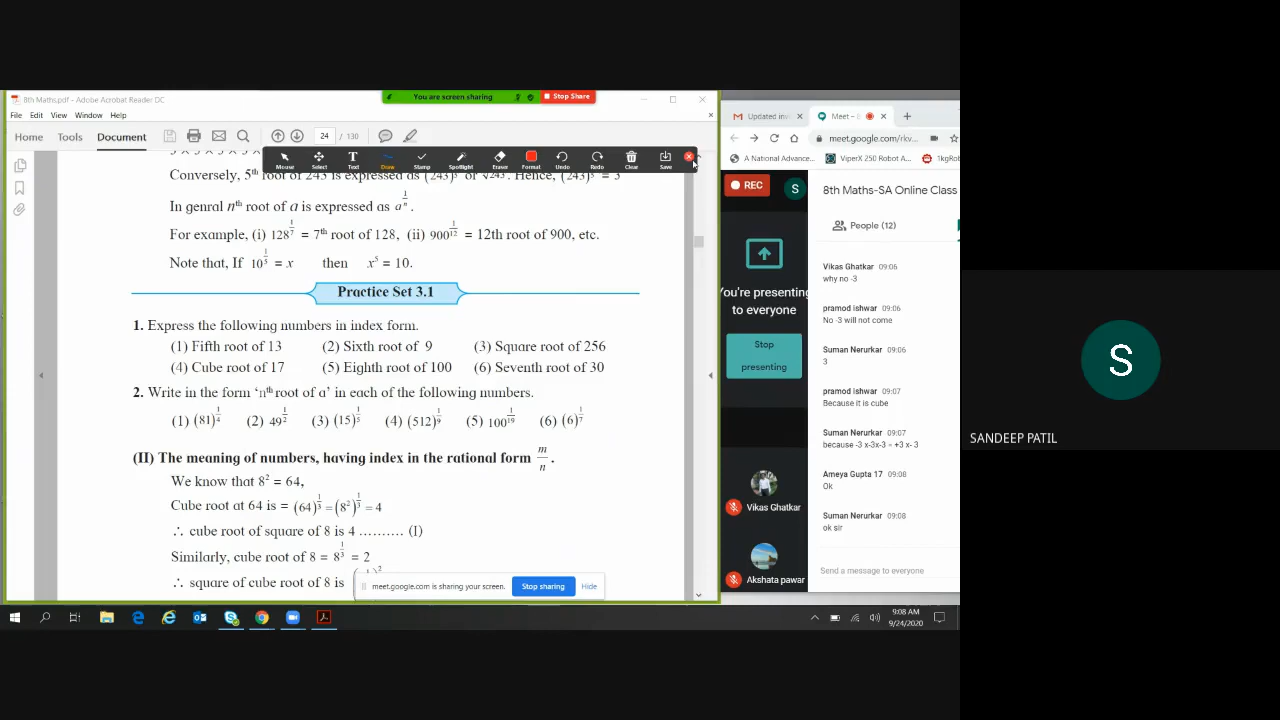 8th Maths.pdf - Adobe Acrobat Reader DC
You are screen sharing Stop Share
File Edit View Window Help
Home Tools Document 24 / 130
Mouse Select Text Draw Stamp Spotlight Eraser Format Undo Redo Clear Save
Conversely, 5th root of 243 is expressed as (243) or √243. Hence, (243) = 3
In genral nth root of a is expressed as a^(1/n).
For example, (i) 128^(1/7) = 7th root of 128, (ii) 900^(1/12) = 12th root of 900, etc.
Note that, If 10^(1/5) = x then x^5 = 10.
Practice Set 3.1
1. Express the following numbers in index form.
(1) Fifth root of 13 (2) Sixth root of 9 (3) Square root of 256
(4) Cube root of 17 (5) Eighth root of 100 (6) Seventh root of 30
2. Write in the form ‘nth root of a’ in each of the following numbers.
(1) (81)^(1/4) (2) 49^(1/2) (3) (15)^(1/5) (4) (512)^(1/9) (5) 100^(1/19) (6) (6)^(1/7)
(II) The meaning of numbers, having index in the rational form m/n.
We know that 8² = 64,
Cube root at 64 is = (64)^(1/3) = (8²)^(1/3) = 4
∴ cube root of square of 8 is 4 .......... (I)
Similarly, cube root of 8 = 8^(1/3) = 2
∴ square of cube root of 8 is
meet.google.com is sharing your screen. Stop sharing Hide
Updated inv Meet –
meet.google.com/rkv...
A National Advance... ViperX 250 Robot A... 1kgRob
REC S 8th Maths-SA Online Class
People (12)
You're presenting
to everyone
Stop
presenting
Vikas Ghatkar
Akshata pawar
Vikas Ghatkar 09:06
why no -3
pramod ishwar 09:06
No -3 will not come
Suman Nerurkar 09:06
3
pramod ishwar 09:07
Because it is cube
Suman Nerurkar 09:07
because -3 x-3x-3 = +3 x- 3
Ameya Gupta 17 09:08
Ok
Suman Nerurkar 09:08
ok sir
Send a message to everyone
9:08 AM
9/24/2020
S
SANDEEP PATIL